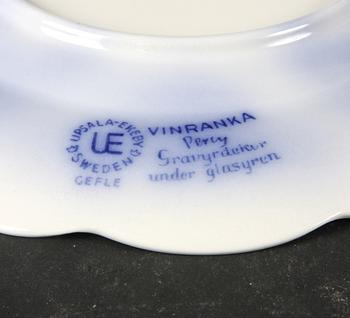 UPSALA-EKEBY
UE
SWEDEN
GEFLE
VINRANKA
Percy
Gravyrdekor
under glasyren